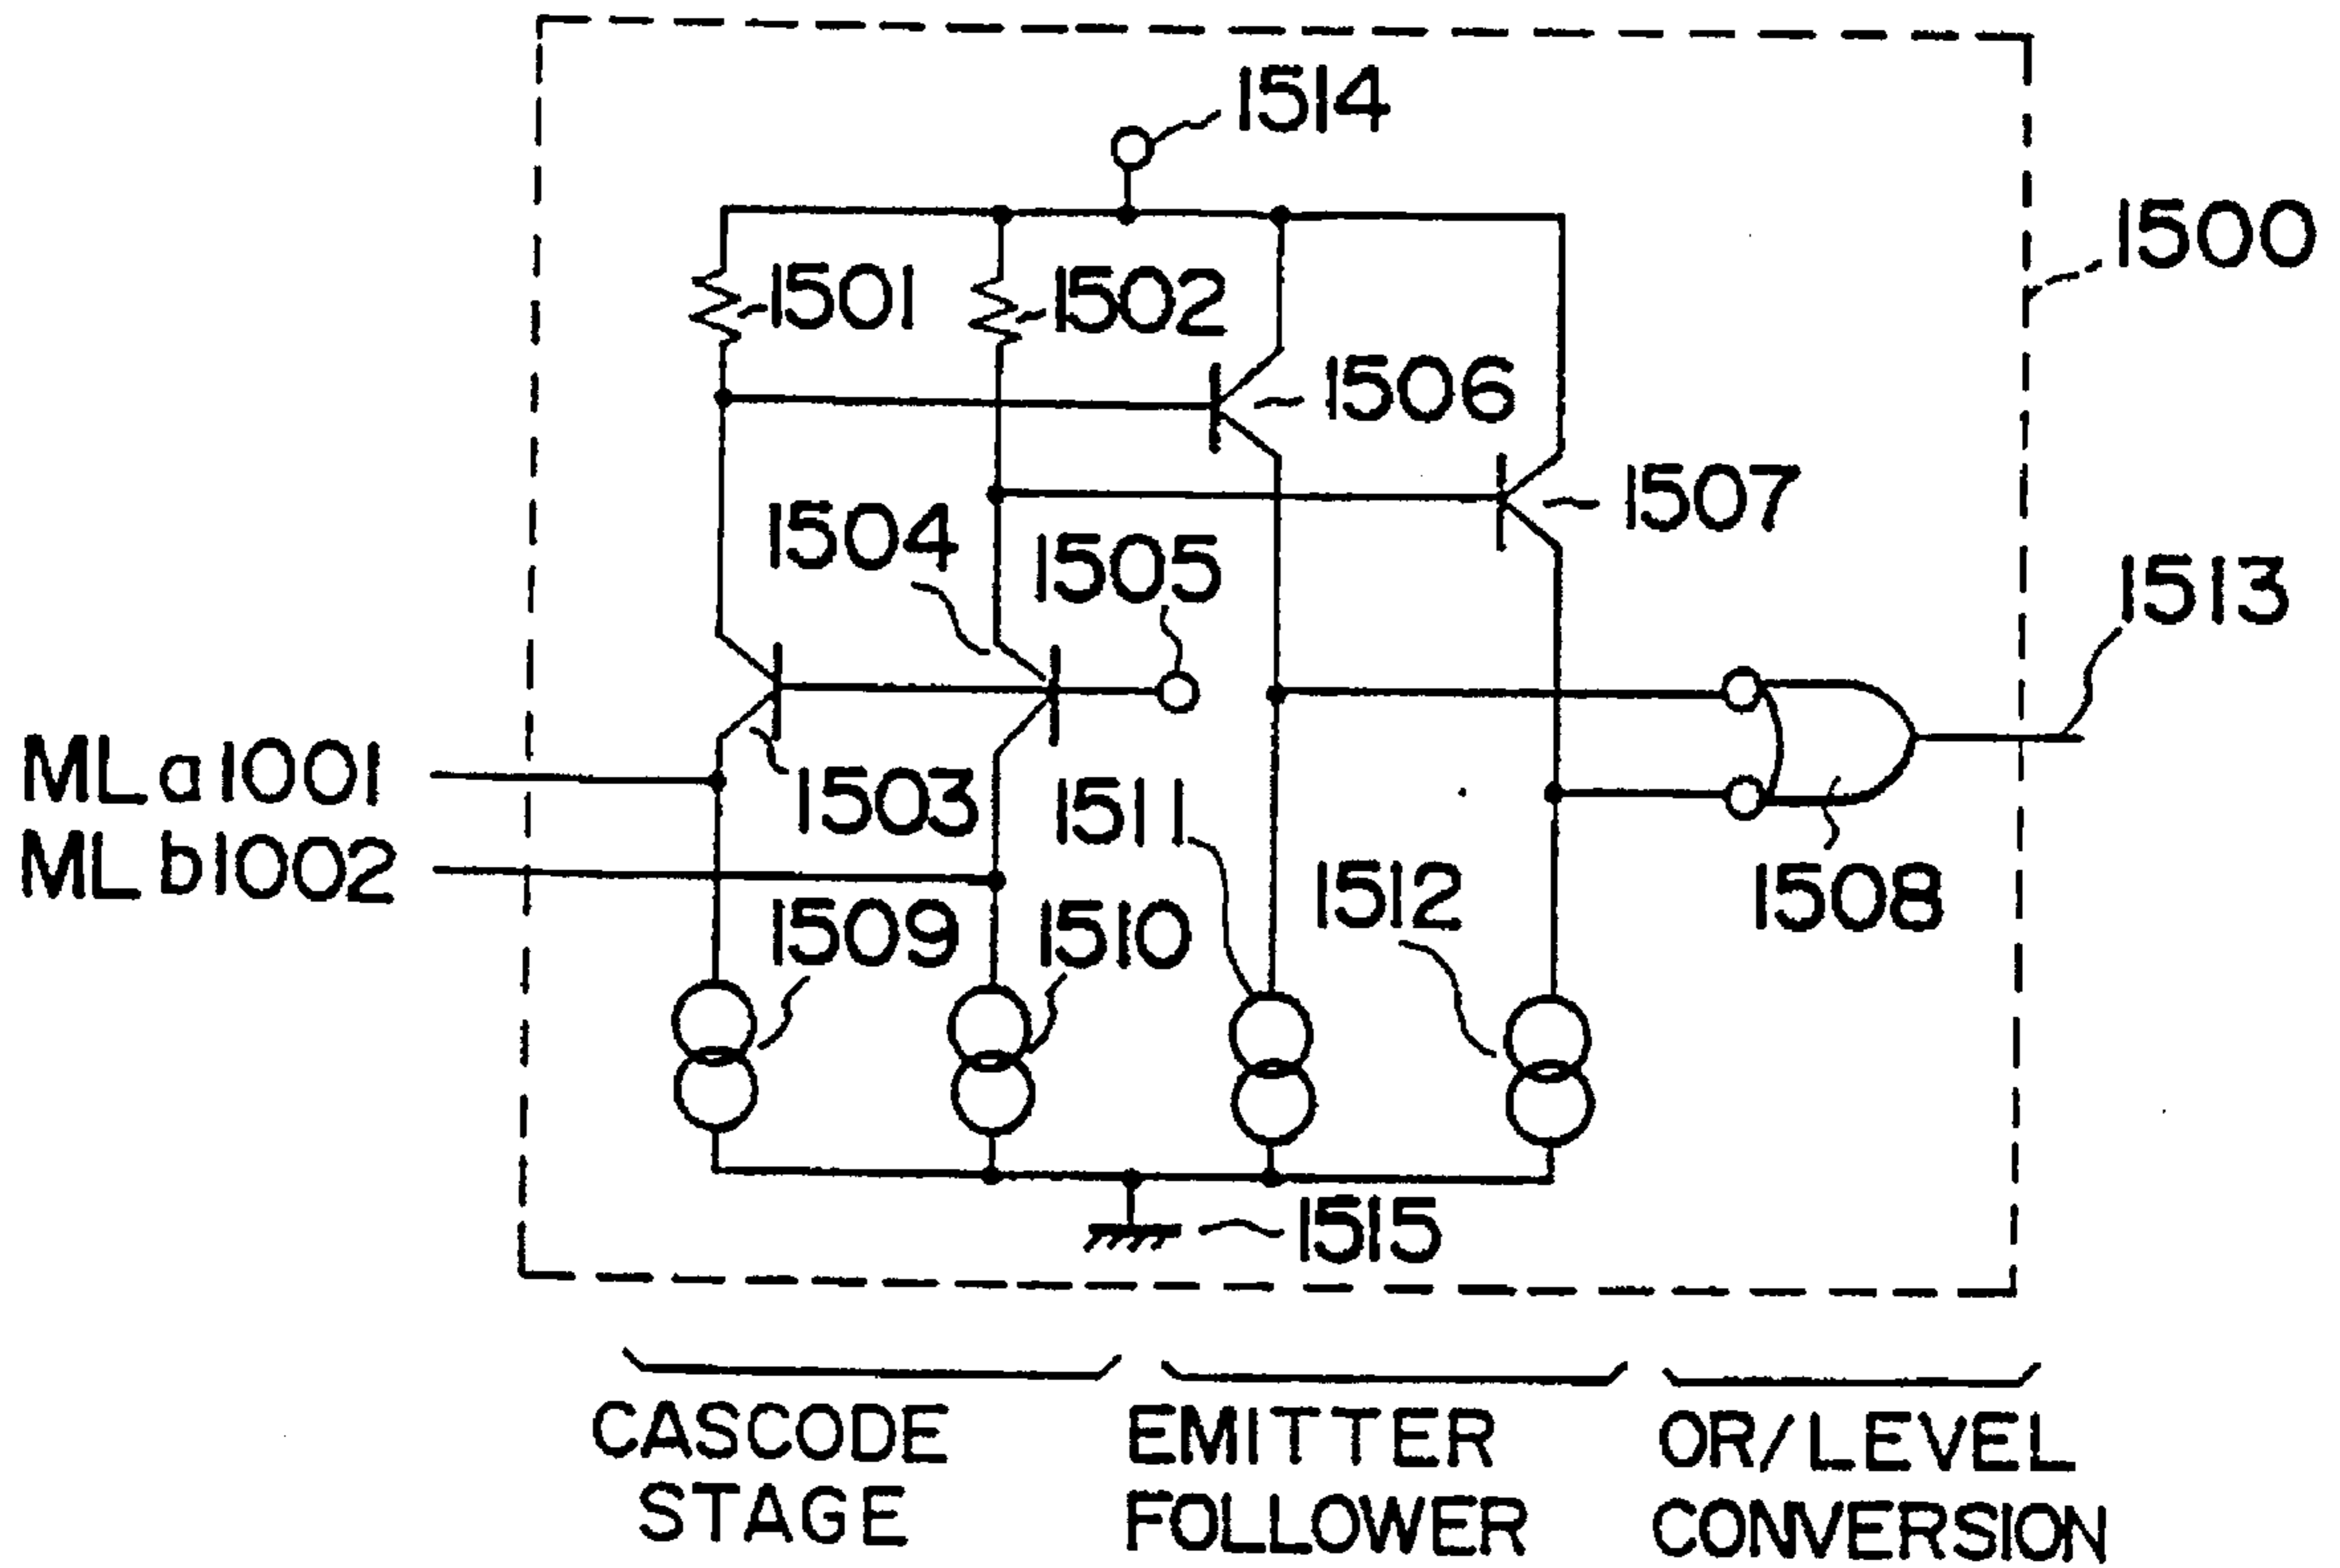 1514
1500
1501
1502
1506
1507
1504
1505
1513
MLa1001
1503
1511
MLb1002
1512
1508
1509
1510
1515
CASCODE
STAGE
EMITTER
FOLLOWER
OR/LEVEL
CONVERSION